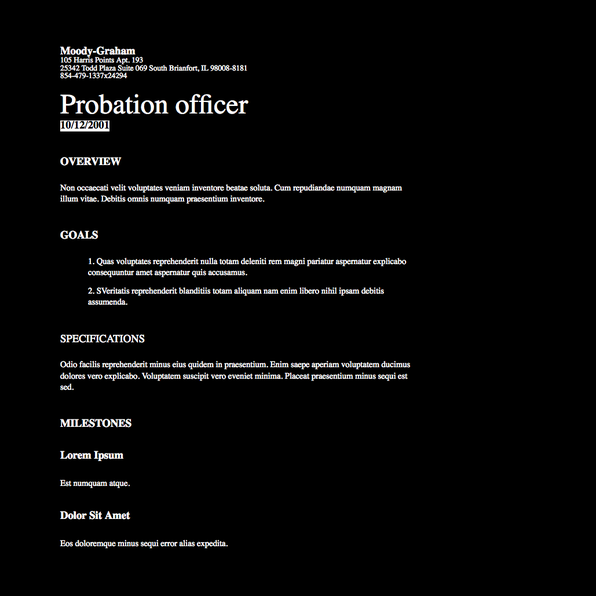 Moody-Graham
105 Harris Points Apt. 193
25342 Todd Plaza Suite 069 South Brianfort, IL 98008-8181
854-479-1337x24294
Probation officer
10/12/2001
OVERVIEW
Non occaecati velit voluptates veniam inventore beatae soluta. Cum repudiandae numquam magnam
illum vitae. Debitis omnis numquam praesentium inventore.
GOALS
1. Quas voluptates reprehenderit nulla totam deleniti rem magni pariatur aspernatur explicabo
consequuntur amet aspernatur quis accusamus.
2. SVeritatis reprehenderit blanditiis totam aliquam nam enim libero nihil ipsam debitis
assumenda.
SPECIFICATIONS
Odio facilis reprehenderit minus eius quidem in praesentium. Enim saepe aperiam voluptatem ducimus
dolores vero explicabo. Voluptatem suscipit vero eveniet minima. Placeat praesentium minus sequi est
sed.
MILESTONES
Lorem Ipsum
Est numquam atque.
Dolor Sit Amet
Eos doloremque minus sequi error alias expedita.